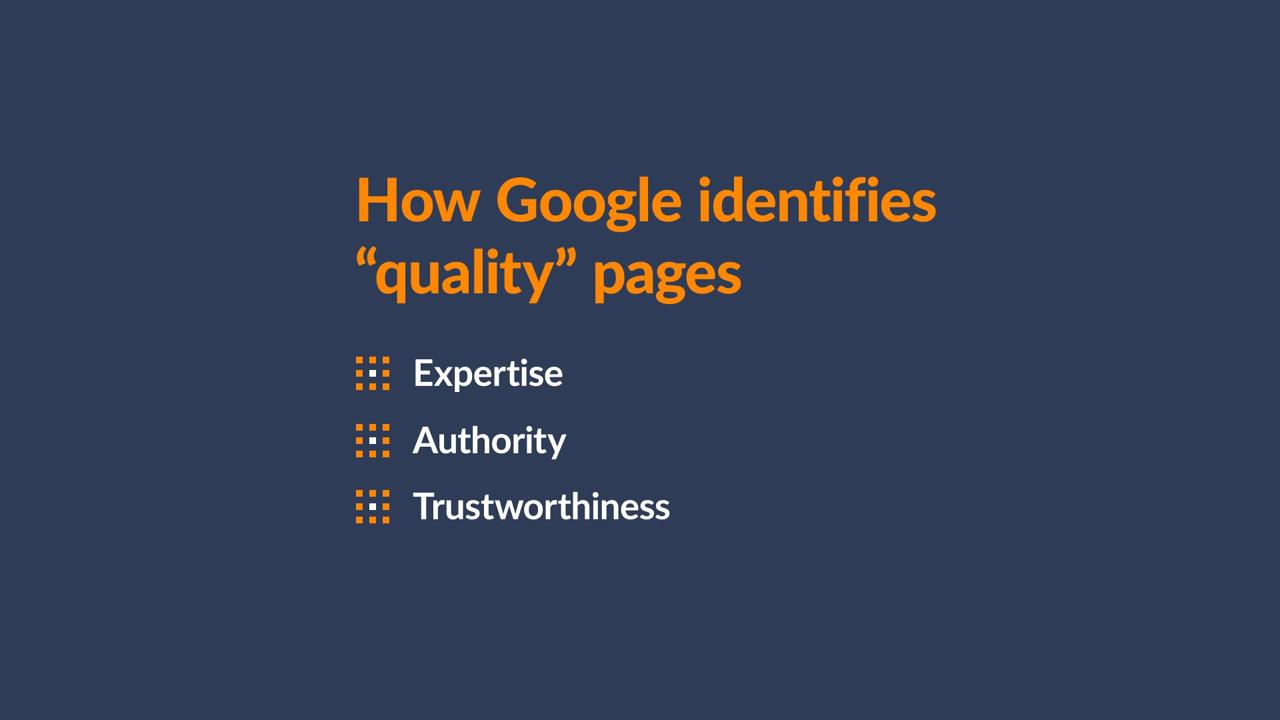 How Google identifies
“quality” pages
Expertise
Authority
Trustworthiness